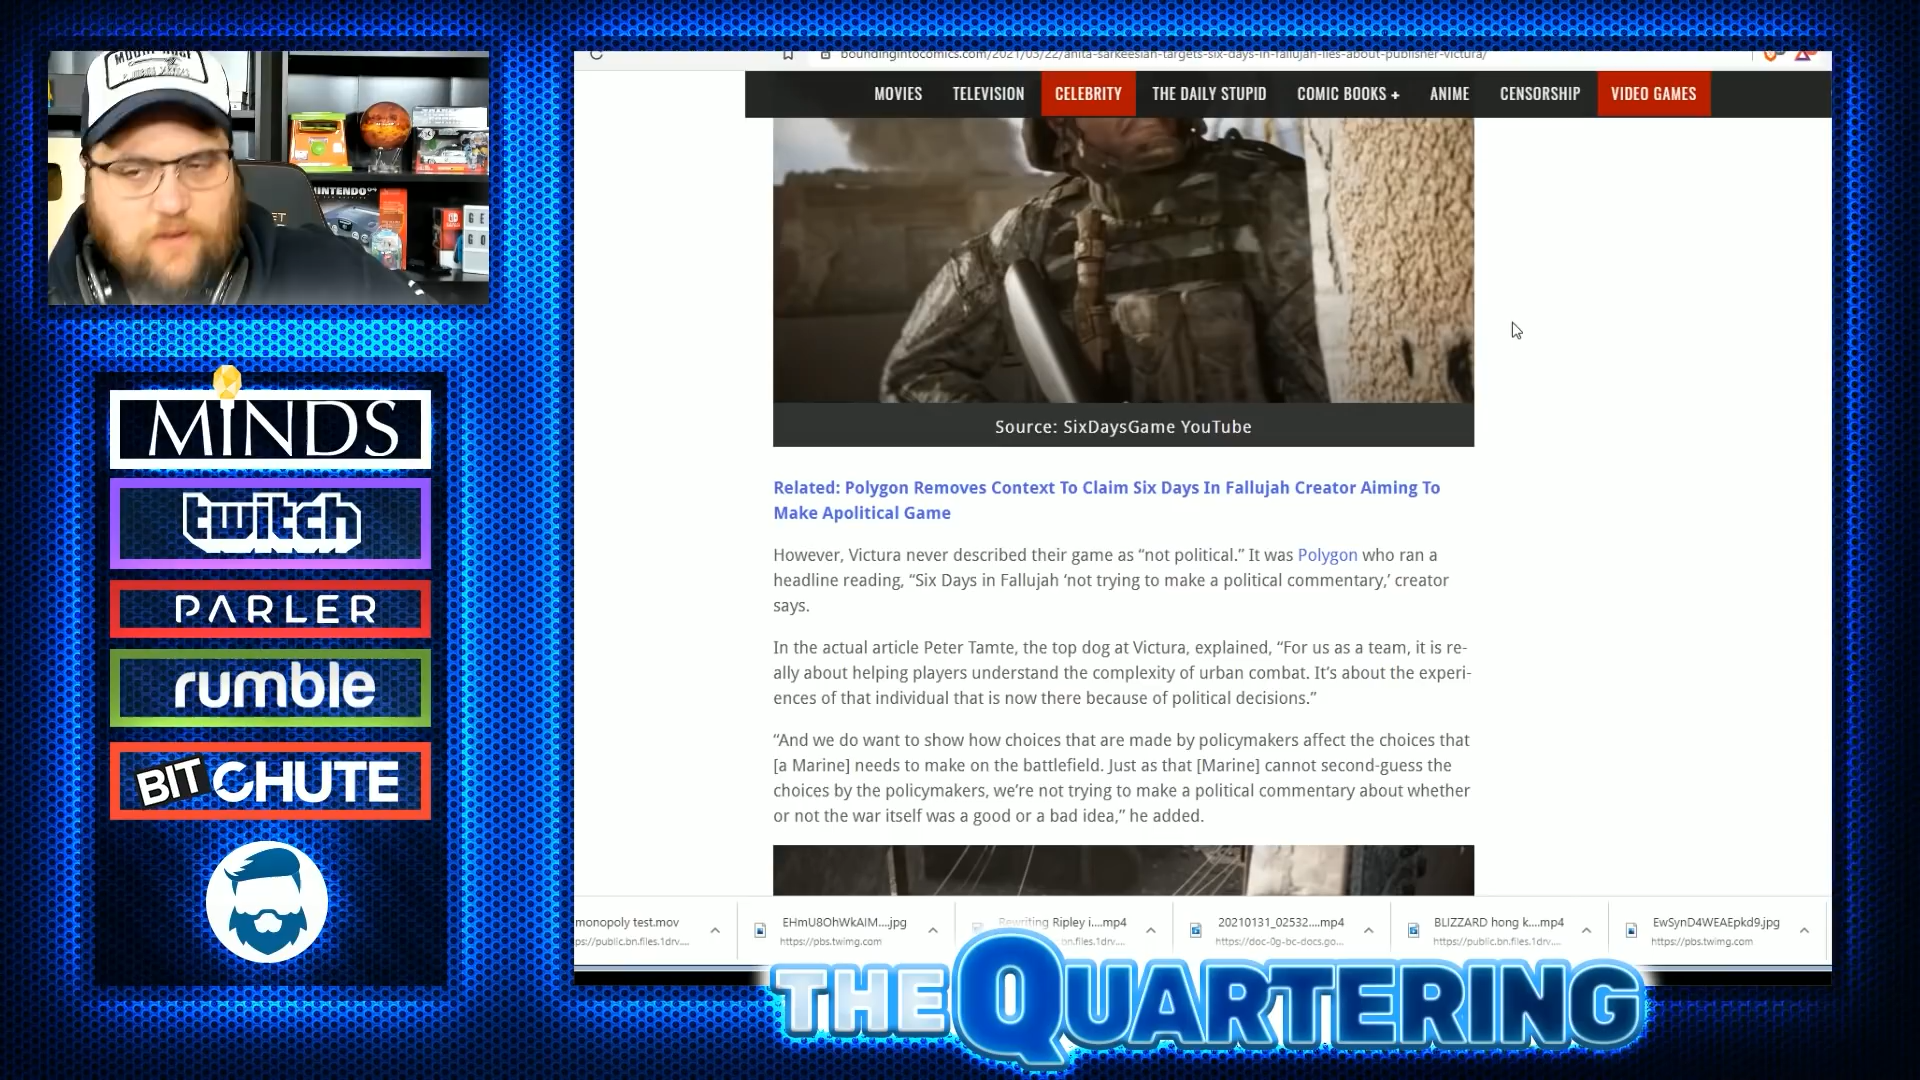 boundingintocomics.com/2021/03/22/anita-sarkeesian-targets-six-days-in-fallujah-lies-about-publisher-victura/
MOVIES TELEVISION CELEBRITY THE DAILY STUPID COMIC BOOKS + ANIME CENSORSHIP VIDEO GAMES
NINTENDO64
MINDS
twitch
PARLER
rumble
BITCHUTE
Source: SixDaysGame YouTube
Related: Polygon Removes Context To Claim Six Days In Fallujah Creator Aiming To
Make Apolitical Game
However, Victura never described their game as “not political.” It was Polygon who ran a
headline reading, “Six Days in Fallujah ‘not trying to make a political commentary,’ creator
says.
In the actual article Peter Tamte, the top dog at Victura, explained, “For us as a team, it is re-
ally about helping players understand the complexity of urban combat. It’s about the experi-
ences of that individual that is now there because of political decisions.”
“And we do want to show how choices that are made by policymakers affect the choices that
[a Marine] needs to make on the battlefield. Just as that [Marine] cannot second-guess the
choices by the policymakers, we’re not trying to make a political commentary about whether
or not the war itself was a good or a bad idea,” he added.
monopoly test.mov
ps://public.bn.files.1drv....
EHmU8OhWkAIM....jpg
https://pbs.twimg.com
Rewriting Ripley i....mp4
on.files.1drv....
20210131_02532....mp4
https://doc-0g-bc-docs.go...
BLIZZARD hong k....mp4
https://public.bn.files.1drv....
EwSynD4WEAEpkd9.jpg
https://pbs.twimg.com
THE QUARTERING